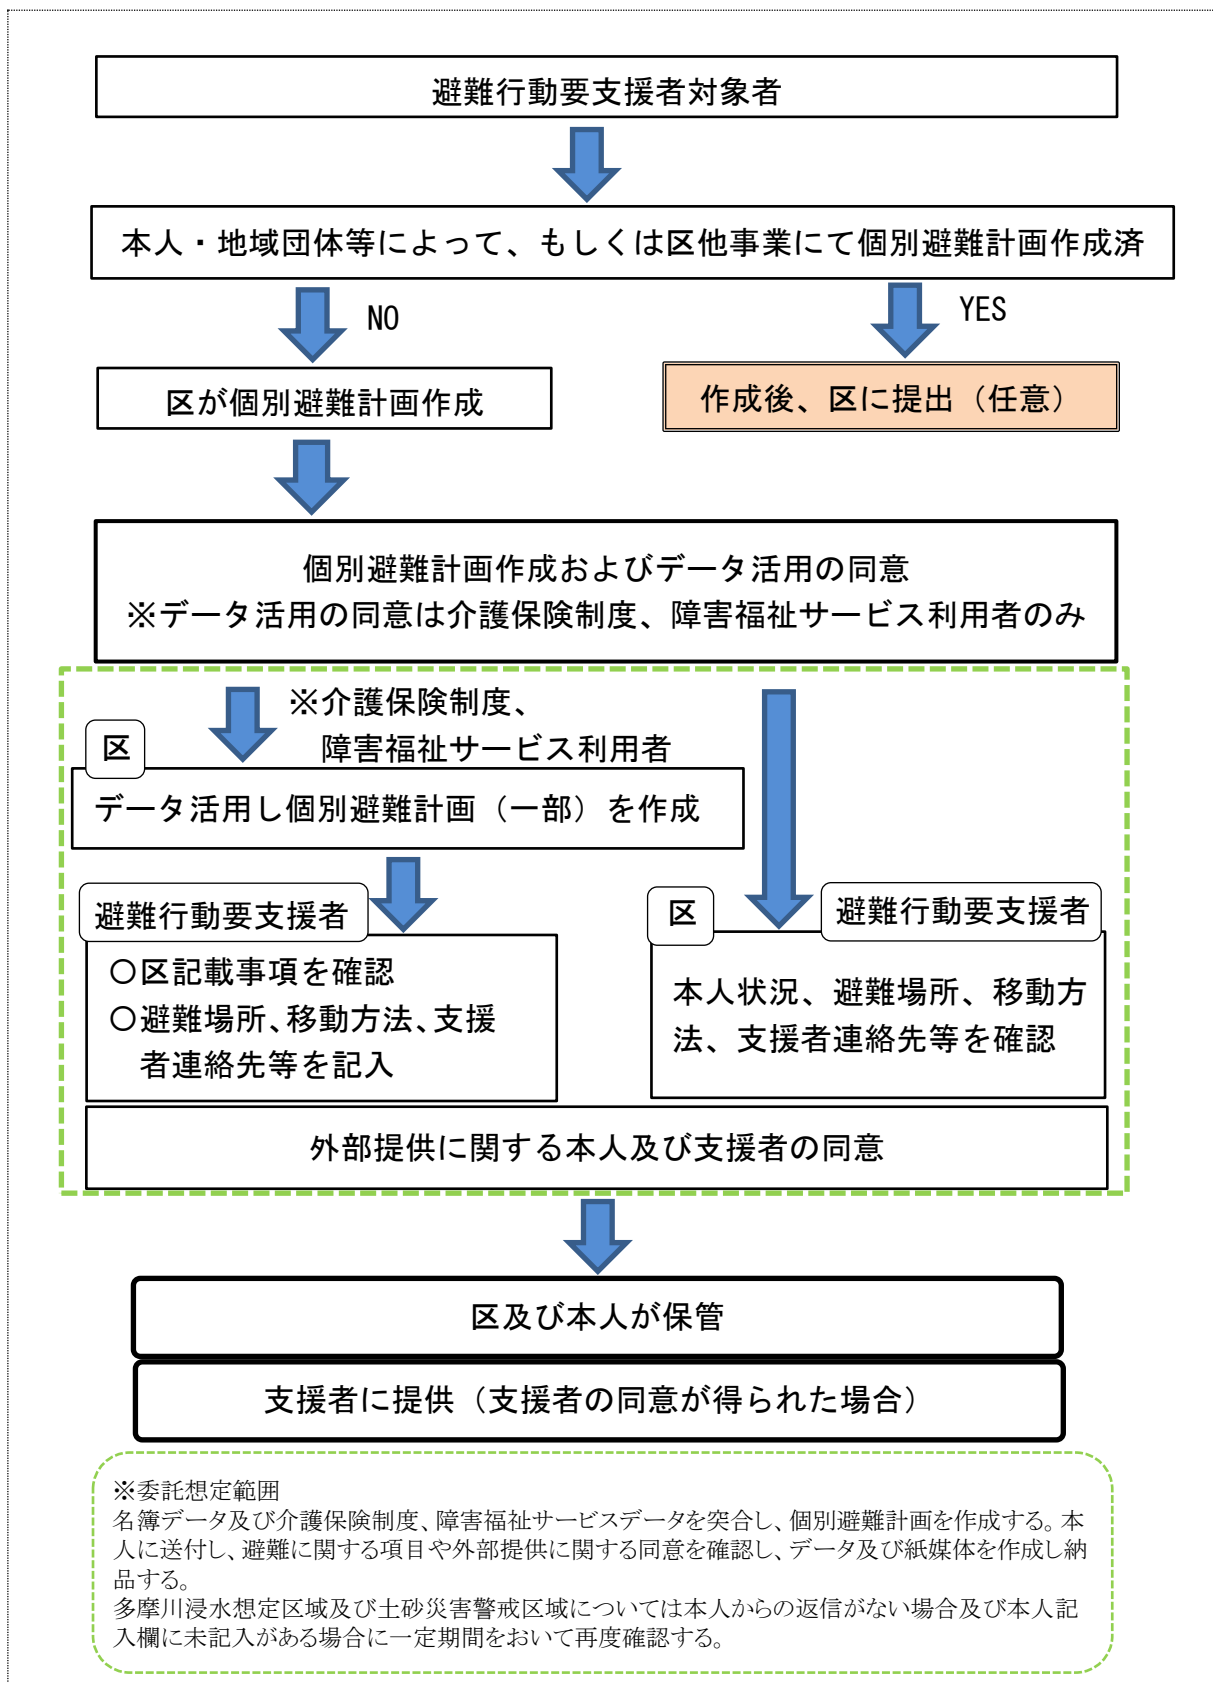 避難行動要支援者対象者
本人・地域団体等によって、もしくは区他事業にて個別避難計画作成済
NO
YES
区が個別避難計画作成
作成後、区に提出（任意）
個別避難計画作成およびデータ活用の同意
※データ活用の同意は介護保険制度、障害福祉サービス利用者のみ
※介護保険制度、
障害福祉サービス利用者
区
データ活用し個別避難計画（一部）を作成
避難行動要支援者
〇区記載事項を確認
〇避難場所、移動方法、支援
者連絡先等を記入
区
避難行動要支援者
本人状況、避難場所、移動方
法、支援者連絡先等を確認
外部提供に関する本人及び支援者の同意
区及び本人が保管
支援者に提供（支援者の同意が得られた場合）
※委託想定範囲
名簿データ及び介護保険制度、障害福祉サービスデータを突合し、個別避難計画を作成する。本
人に送付し、避難に関する項目や外部提供に関する同意を確認し、データ及び紙媒体を作成し納
品する。
多摩川浸水想定区域及び土砂災害警戒区域については本人からの返信がない場合及び本人記
入欄に未記入がある場合に一定期間をおいて再度確認する。